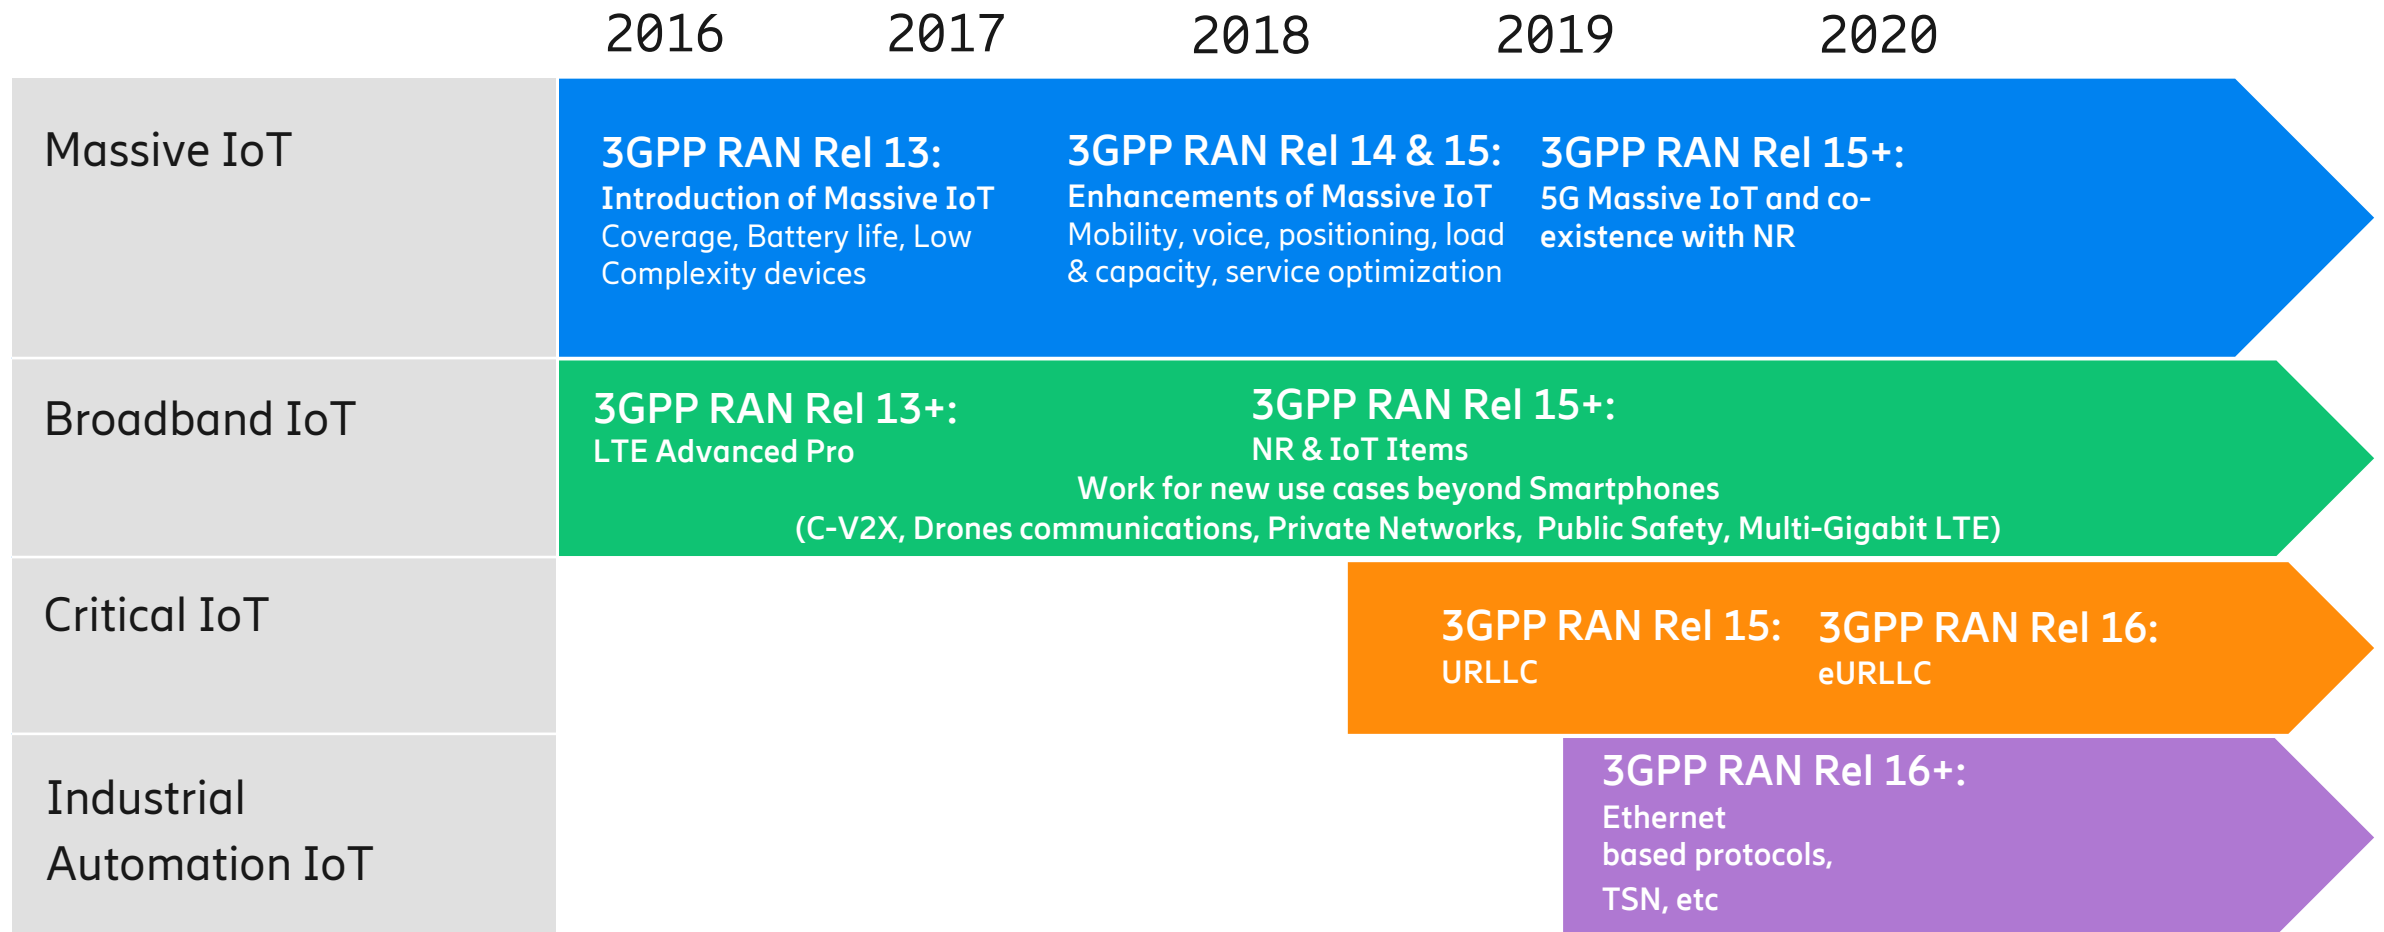 2016 2017 2018 2019 2020
Massive IoT
3GPP RAN Rel 13:
Introduction of Massive IoT
Coverage, Battery life, Low
Complexity devices
3GPP RAN Rel 14 & 15:
Enhancements of Massive IoT
Mobility, voice, positioning, load
& capacity, service optimization
3GPP RAN Rel 15+:
5G Massive IoT and co-
existence with NR
Broadband IoT
3GPP RAN Rel 13+:
LTE Advanced Pro
3GPP RAN Rel 15+:
NR & IoT Items
Work for new use cases beyond Smartphones
(C-V2X, Drones communications, Private Networks, Public Safety, Multi-Gigabit LTE)
Critical IoT
3GPP RAN Rel 15:
URLLC
3GPP RAN Rel 16:
eURLLC
Industrial
Automation IoT
3GPP RAN Rel 16+:
Ethernet
based protocols,
TSN, etc